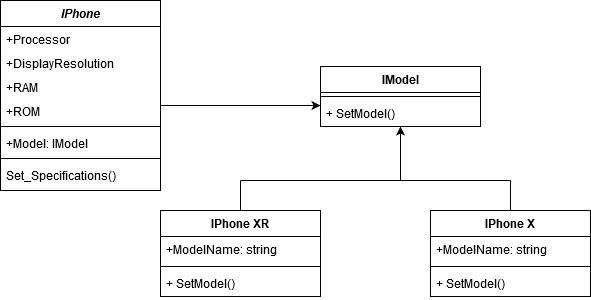 IPhone
+Processor
+DisplayResolution
+RAM
+ROM
+Model: IModel
Set_Specifications()
IModel
+ SetModel()
IPhone XR
+ModelName: string
+ SetModel()
IPhone X
+ModelName: string
+ SetModel()